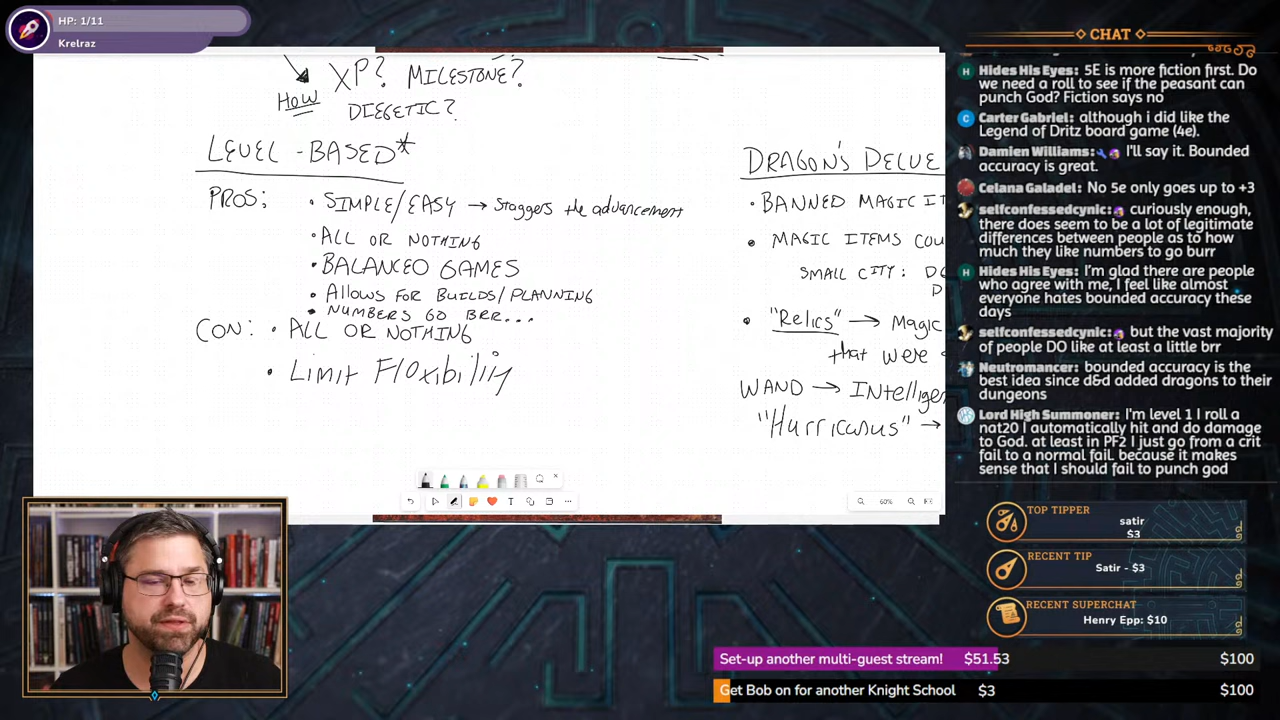 HP: 1/11
Krelraz
XP? MILESTONE?
HOW
DIEGETIC?
LEVEL-BASED*
PROS:
• SIMPLE/EASY → Staggers the advancement
• ALL OR NOTHING
• BALANCED GAMES
• ALLOWS FOR BUILDS/PLANNING
• NUMBERS GO BRR...
CON: • ALL OR NOTHING
• Limit Flexibility
DRAGON'S DELVE
• BANNED MAGIC IT
• MAGIC ITEMS COU
SMALL CITY: DC
"Relics" → Magic
that were
WAND → Intelligen
"Hurricanus" →
60%
CHAT
Hides His Eyes: 5E is more fiction first. Do
we need a roll to see if the peasant can
punch God? Fiction says no
Carter Gabriel: although i did like the
Legend of Dritz board game (4e).
Damien Williams: I'll say it. Bounded
accuracy is great.
Celana Galadel: No 5e only goes up to +3
selfconfessedcynic: curiously enough,
there does seem to be a lot of legitimate
differences between people as to how
much they like numbers to go burr
Hides His Eyes: I'm glad there are people
who agree with me, I feel like almost
everyone hates bounded accuracy these
days
selfconfessedcynic: but the vast majority
of people DO like at least a little brr
Neutromancer: bounded accuracy is the
best idea since d&d added dragons to their
dungeons
Lord High Summoner: I'm level 1 I roll a
nat20 I automatically hit and do damage
to God. at least in PF2 I just go from a crit
fail to a normal fail. because it makes
sense that I should fail to punch god
TOP TIPPER
satir
$3
RECENT TIP
Satir - $3
RECENT SUPERCHAT
Henry Epp: $10
Set-up another multi-guest stream! $51.53 $100
Get Bob on for another Knight School $3 $100